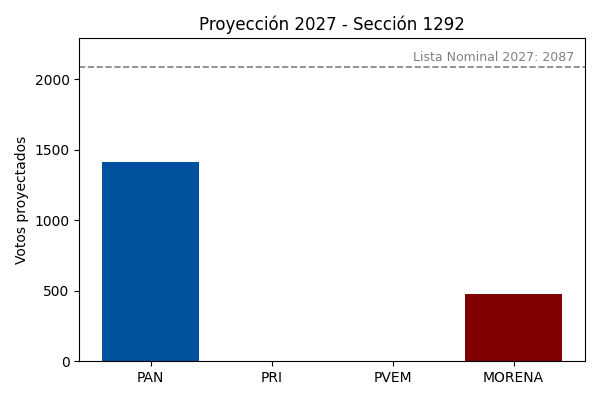 Proyección 2027 - Sección 1292
Lista Nominal 2027: 2087
Votos proyectados
2000
1500
1000
500
0
PAN
PRI
PVEM
MORENA